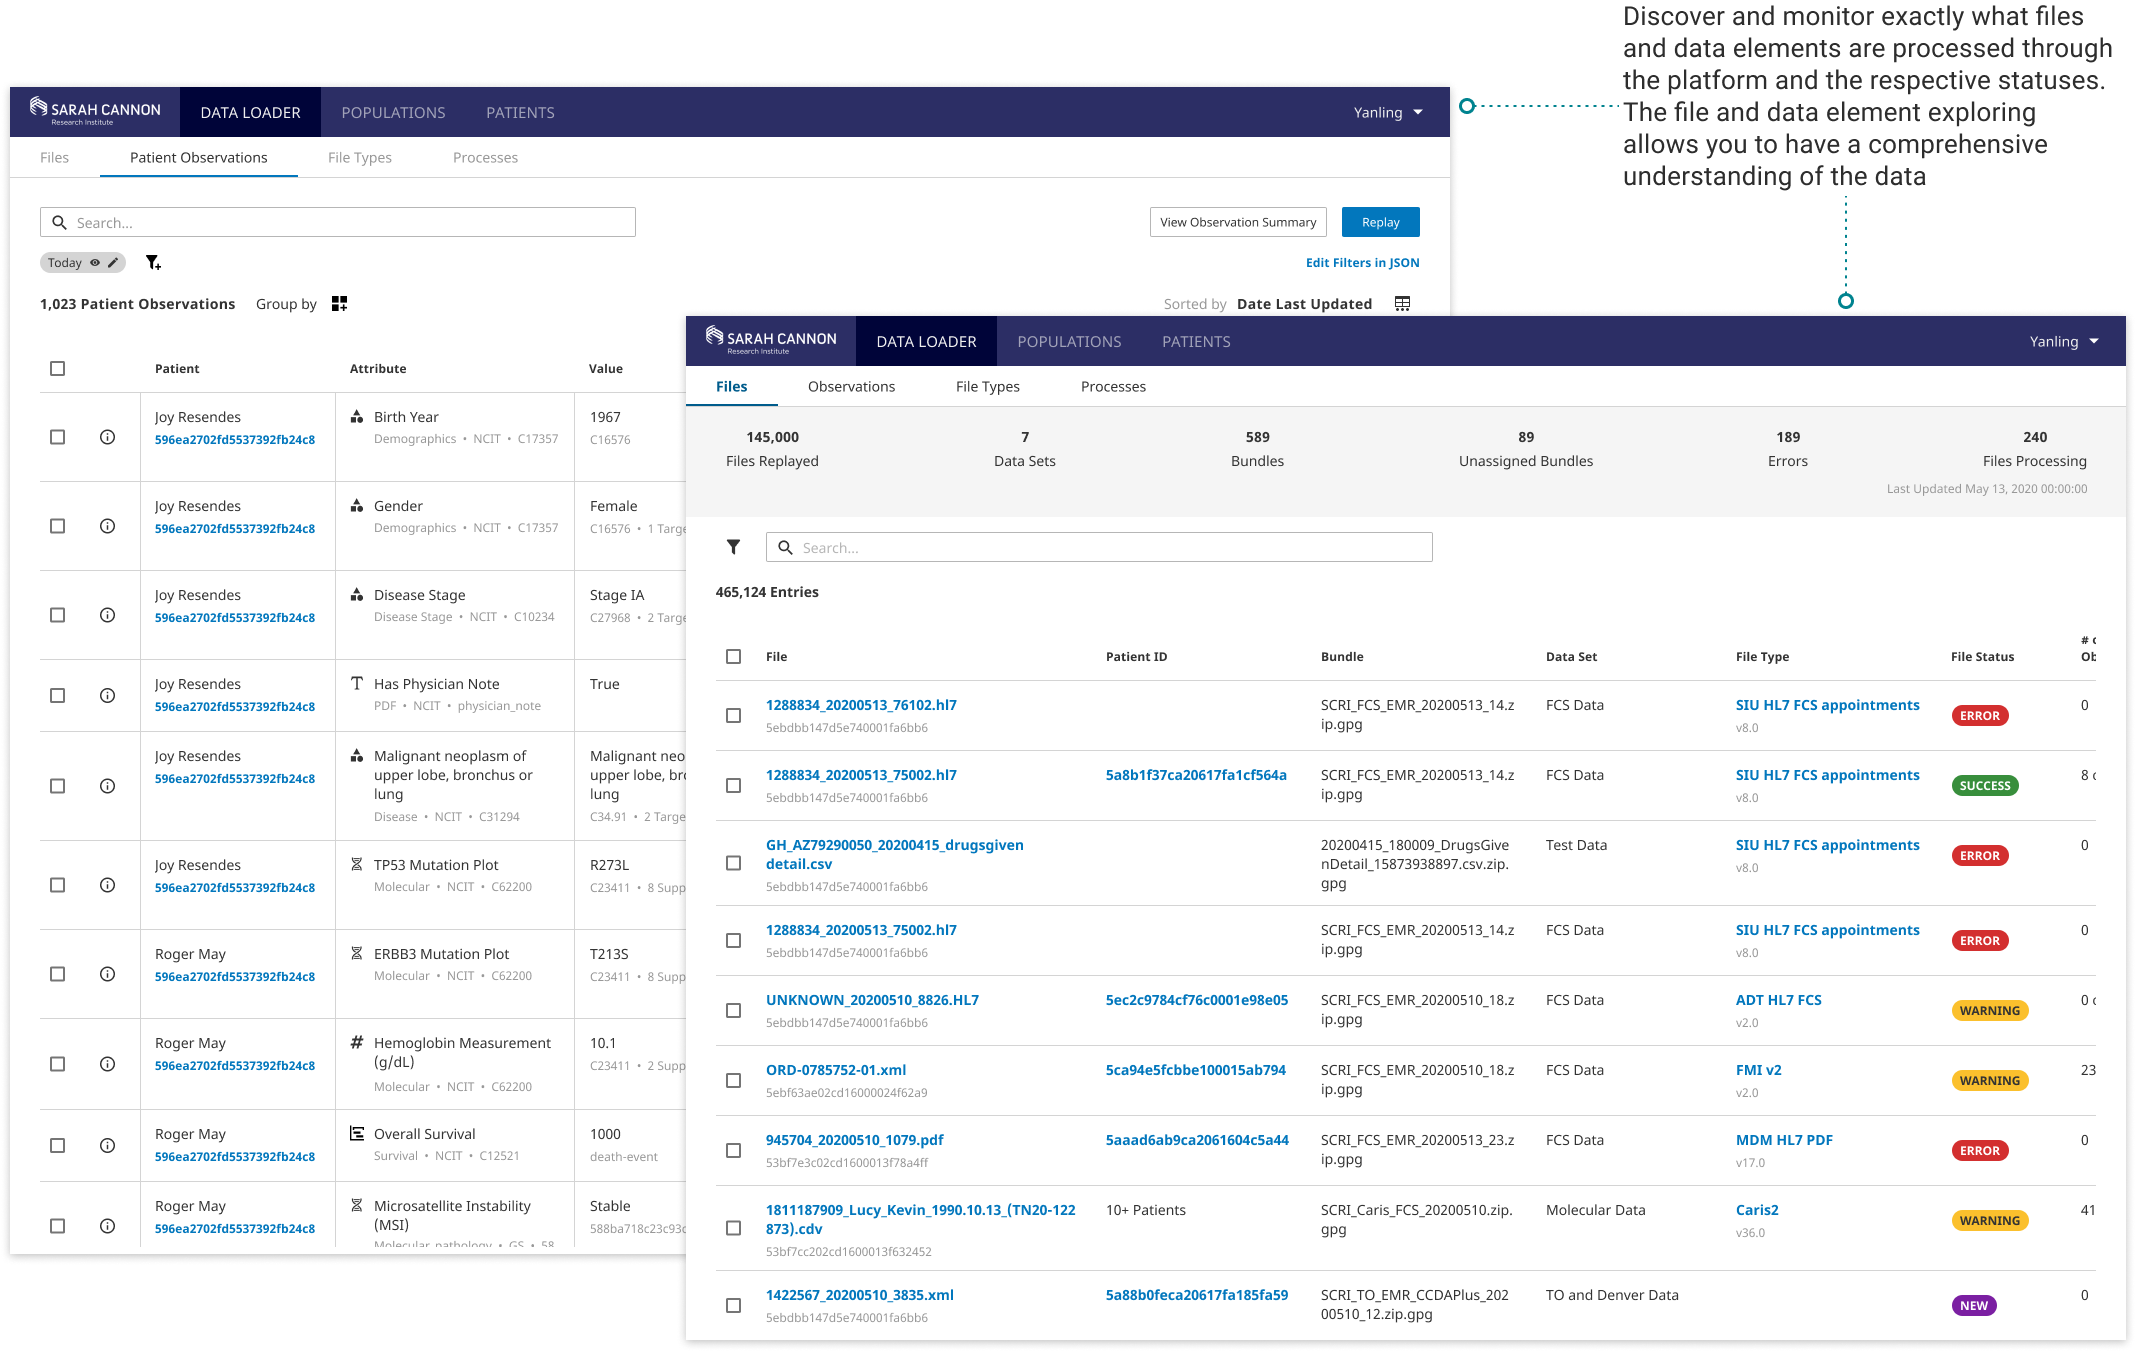 Discover and monitor exactly what files
and data elements are processed through
the platform and the respective statuses.
The file and data element exploring
allows you to have a comprehensive
understanding of the data
SARAH CANNON
Research Institute
DATA LOADER
POPULATIONS
PATIENTS
Yanling
Files
Patient Observations
File Types
Processes
Search...
View Observation Summary
Replay
Today
Edit Filters in JSON
1,023 Patient Observations
Group by
Sorted by Date Last Updated
Patient
Attribute
Value
Joy Resendes
596ea2702fd5537392fb24c8
Birth Year
Demographics • NCIT • C17357
1967
C16576
Joy Resendes
596ea2702fd5537392fb24c8
Gender
Demographics • NCIT • C17357
Female
C16576 • 1 Targe
Joy Resendes
596ea2702fd5537392fb24c8
Disease Stage
Disease Stage • NCIT • C10234
Stage IA
C27968 • 2 Targe
Joy Resendes
596ea2702fd5537392fb24c8
Has Physician Note
PDF • NCIT • physician_note
True
Joy Resendes
596ea2702fd5537392fb24c8
Malignant neoplasm of
upper lobe, bronchus or
lung
Disease • NCIT • C31294
Malignant neo
upper lobe, br
lung
C34.91 • 2 Targe
Joy Resendes
596ea2702fd5537392fb24c8
TP53 Mutation Plot
Molecular • NCIT • C62200
R273L
C23411 • 8 Supp
Roger May
596ea2702fd5537392fb24c8
ERBB3 Mutation Plot
Molecular • NCIT • C62200
T213S
C23411 • 8 Supp
Roger May
596ea2702fd5537392fb24c8
Hemoglobin Measurement
(g/dL)
Molecular • NCIT • C62200
10.1
C23411 • 2 Supp
Roger May
596ea2702fd5537392fb24c8
Overall Survival
Survival • NCIT • C12521
1000
death-event
Roger May
596ea2702fd5537392fb24c8
Microsatellite Instability
(MSI)
Molecular pathology • GS • 58
Stable
588ba718c23c93c
SARAH CANNON
Research Institute
DATA LOADER
POPULATIONS
PATIENTS
Yanling
Files
Observations
File Types
Processes
145,000
Files Replayed
7
Data Sets
589
Bundles
89
Unassigned Bundles
189
Errors
240
Files Processing
Last Updated May 13, 2020 00:00:00
Search...
465,124 Entries
File
Patient ID
Bundle
Data Set
File Type
File Status
#
Ob
1288834_20200513_76102.hl7
5ebdbb147d5e740001fa6bb6
SCRI_FCS_EMR_20200513_14.z
ip.gpg
FCS Data
SIU HL7 FCS appointments
v8.0
ERROR
0
1288834_20200513_75002.hl7
5ebdbb147d5e740001fa6bb6
5a8b1f37ca20617fa1cf564a
SCRI_FCS_EMR_20200513_14.z
ip.gpg
FCS Data
SIU HL7 FCS appointments
v8.0
SUCCESS
8
GH_AZ79290050_20200415_drugsgiven
detail.csv
5ebdbb147d5e740001fa6bb6
20200415_180009_DrugsGive
nDetail_15873938897.csv.zip.
gpg
Test Data
SIU HL7 FCS appointments
v8.0
ERROR
0
1288834_20200513_75002.hl7
5ebdbb147d5e740001fa6bb6
SCRI_FCS_EMR_20200513_14.z
ip.gpg
FCS Data
SIU HL7 FCS appointments
v8.0
ERROR
0
UNKNOWN_20200510_8826.HL7
5ebdbb147d5e740001fa6bb6
5ec2c9784cf76c0001e98e05
SCRI_FCS_EMR_20200510_18.z
ip.gpg
FCS Data
ADT HL7 FCS
v2.0
WARNING
0
ORD-0785752-01.xml
5ebf63ae02cd16000024f62a9
5ca94e5fcbbe100015ab794
SCRI_FCS_EMR_20200510_18.z
ip.gpg
FCS Data
FMI v2
v2.0
WARNING
23
945704_20200510_1079.pdf
53bf7e3c02cd1600013f78a4ff
5aaad6ab9ca2061604c5a44
SCRI_FCS_EMR_20200513_23.z
ip.gpg
FCS Data
MDM HL7 PDF
v17.0
ERROR
0
1811187909_Lucy_Kevin_1990.10.13_(TN20-122
873).cdv
53bf7cc202cd1600013f632452
10+ Patients
SCRI_Caris_FCS_20200510.zip.
gpg
Molecular Data
Caris2
v36.0
WARNING
41
1422567_20200510_3835.xml
5ebdbb147d5e740001fa6bb6
5a88b0feca20617fa185fa59
SCRI_TO_EMR_CCDAPlus_202
00510_12.zip.gpg
TO and Denver Data
NEW
0